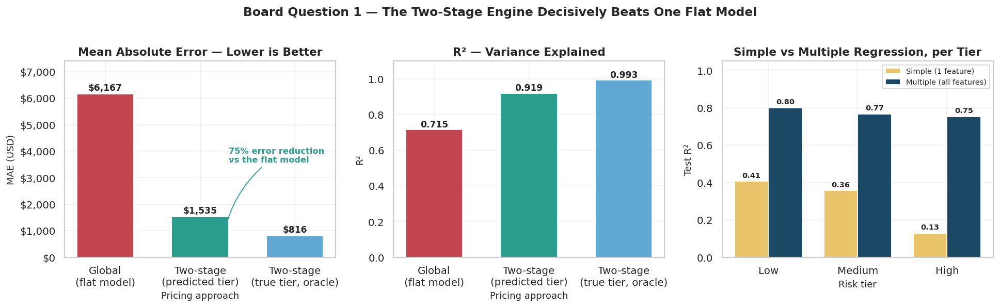 Board Question 1 — The Two-Stage Engine Decisively Beats One Flat Model
Mean Absolute Error — Lower is Better
MAE (USD)
$7,000
$6,000
$5,000
$4,000
$3,000
$2,000
$1,000
$0
$6,167
$1,535
$816
75% error reduction
vs the flat model
Global
(flat model)
Two-stage
(predicted tier)
Two-stage
(true tier, oracle)
Pricing approach
R² — Variance Explained
R²
1.0
0.8
0.6
0.4
0.2
0.0
0.715
0.919
0.993
Global
(flat model)
Two-stage
(predicted tier)
Two-stage
(true tier, oracle)
Pricing approach
Simple vs Multiple Regression, per Tier
Test R²
1.0
0.8
0.6
0.4
0.2
0.0
Simple (1 feature)
Multiple (all features)
0.41
0.80
0.36
0.77
0.13
0.75
Low
Medium
High
Risk tier